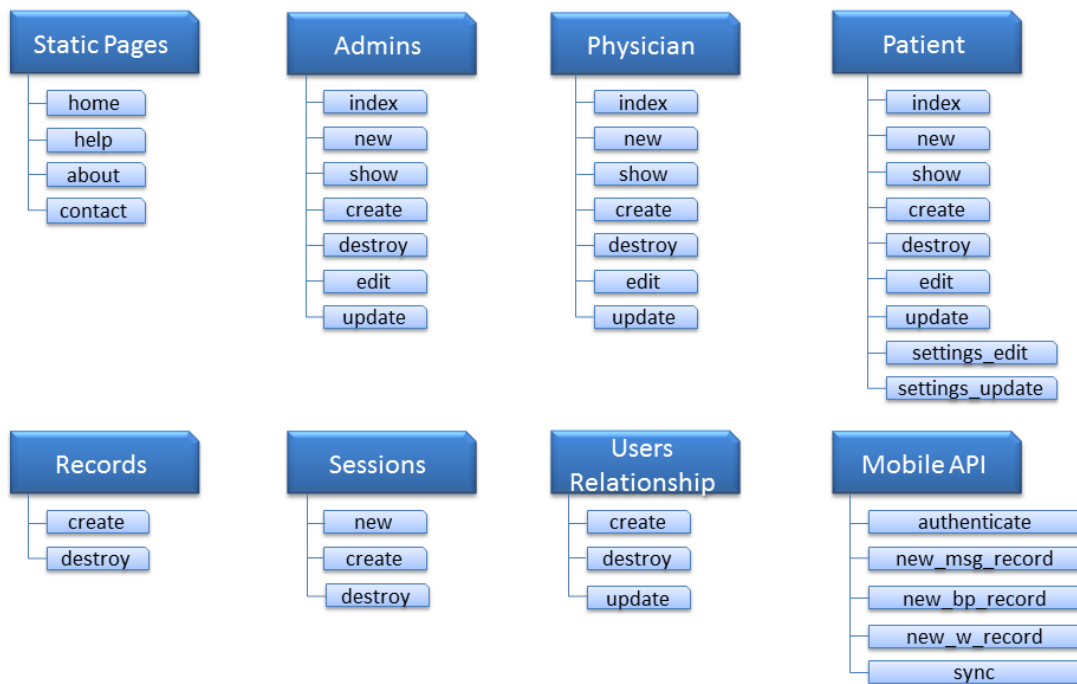 Static Pages
home
help
about
contact
Admins
index
new
show
create
destroy
edit
update
Physician
index
new
show
create
destroy
edit
update
Patient
index
new
show
create
destroy
edit
update
settings_edit
settings_update
Records
create
destroy
Sessions
new
create
destroy
Users
Relationship
create
destroy
update
Mobile API
authenticate
new_msg_record
new_bp_record
new_w_record
sync